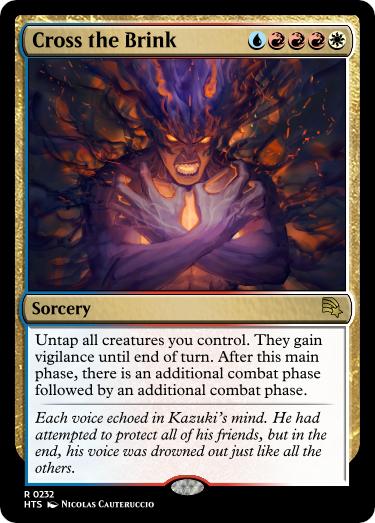 Cross the Brink
Sorcery
Untap all creatures you control. They gain
vigilance until end of turn. After this main
phase, there is an additional combat phase
followed by an additional combat phase.
Each voice echoed in Kazuki's mind. He had
attempted to protect all of his friends, but in the
end, his voice was drowned out just like all the
others.
R 0232
HTS Nicolas Cauteruccio